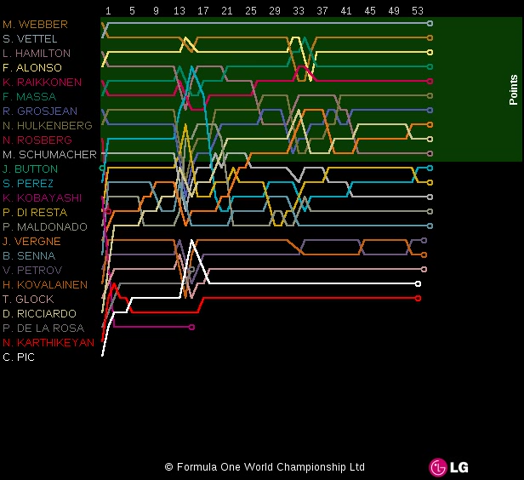 1 5 9 13 17 21 25 29 33 37 41 45 49 53
M. WEBBER
S. VETTEL
L. HAMILTON
F. ALONSO
K. RAIKKONEN
F. MASSA
R. GROSJEAN
N. HULKENBERG
N. ROSBERG
M. SCHUMACHER
J. BUTTON
S. PEREZ
K. KOBAYASHI
P. DI RESTA
P. MALDONADO
J. VERGNE
B. SENNA
V. PETROV
H. KOVALAINEN
T. GLOCK
D. RICCIARDO
P. DE LA ROSA
N. KARTHIKEYAN
C. PIC
Points
© Formula One World Championship Ltd
LG